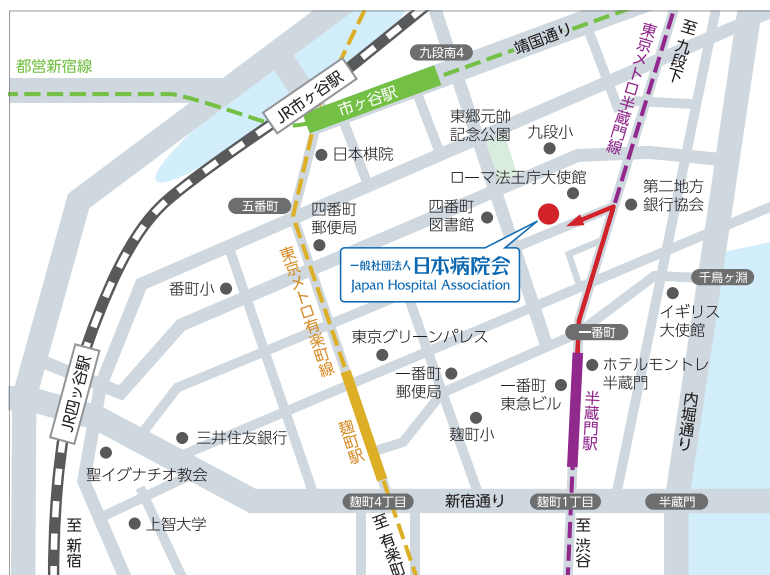 至 九段下
靖国通り
九段南4
都営新宿線
JR市ヶ谷駅
市ヶ谷駅
東京メトロ半蔵門線
東郷元帥
記念公園
九段小
日本棋院
ローマ法王庁大使館
第二地方
銀行協会
五番町
四番町
郵便局
四番町
図書館
一般社団法人 日本病院会
Japan Hospital Association
千鳥ヶ淵
番町小
東京メトロ有楽町線
イギリス
大使館
一番町
東京グリーンパレス
ホテルモントレ
半蔵門
一番町
郵便局
一番町
東急ビル
JR四ッ谷駅
半蔵門駅
内堀通り
麹町駅
麹町小
三井住友銀行
聖イグナチオ教会
麹町4丁目
新宿通り
麹町1丁目
半蔵門
上智大学
至 新宿
至 有楽町
至 渋谷